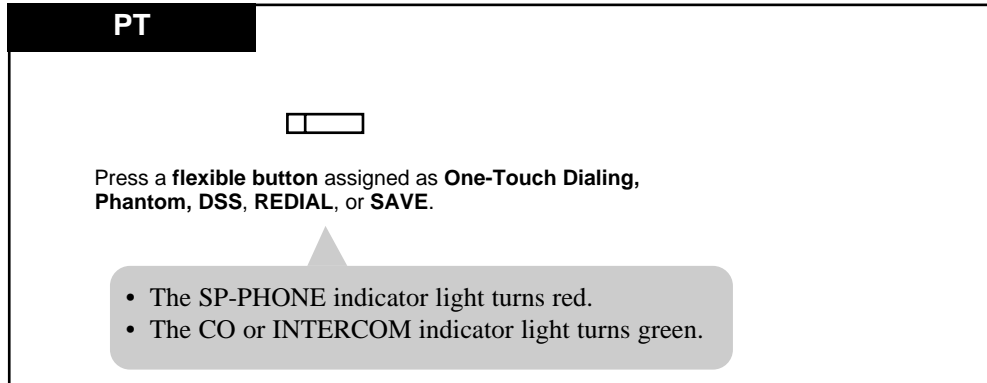 PT
Press a flexible button assigned as One-Touch Dialing,
Phantom, DSS, REDIAL, or SAVE.
• The SP-PHONE indicator light turns red.
• The CO or INTERCOM indicator light turns green.